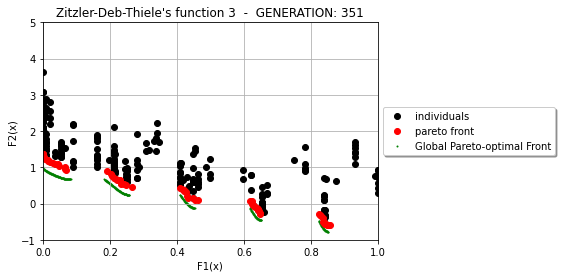 Zitzler-Deb-Thiele's function 3 - GENERATION: 351
5
4
3
2
1
0
−1
F2(x)
0.0 0.2 0.4 0.6 0.8 1.0
F1(x)
individuals
pareto front
Global Pareto-optimal Front